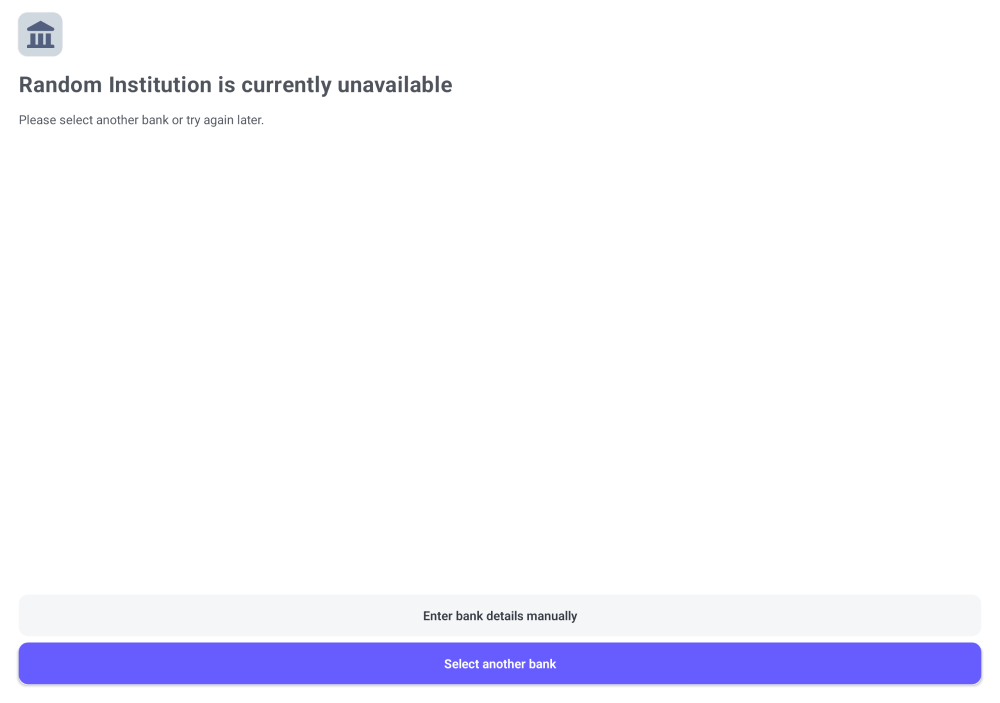 Random Institution is currently unavailable
Please select another bank or try again later.
Enter bank details manually
Select another bank